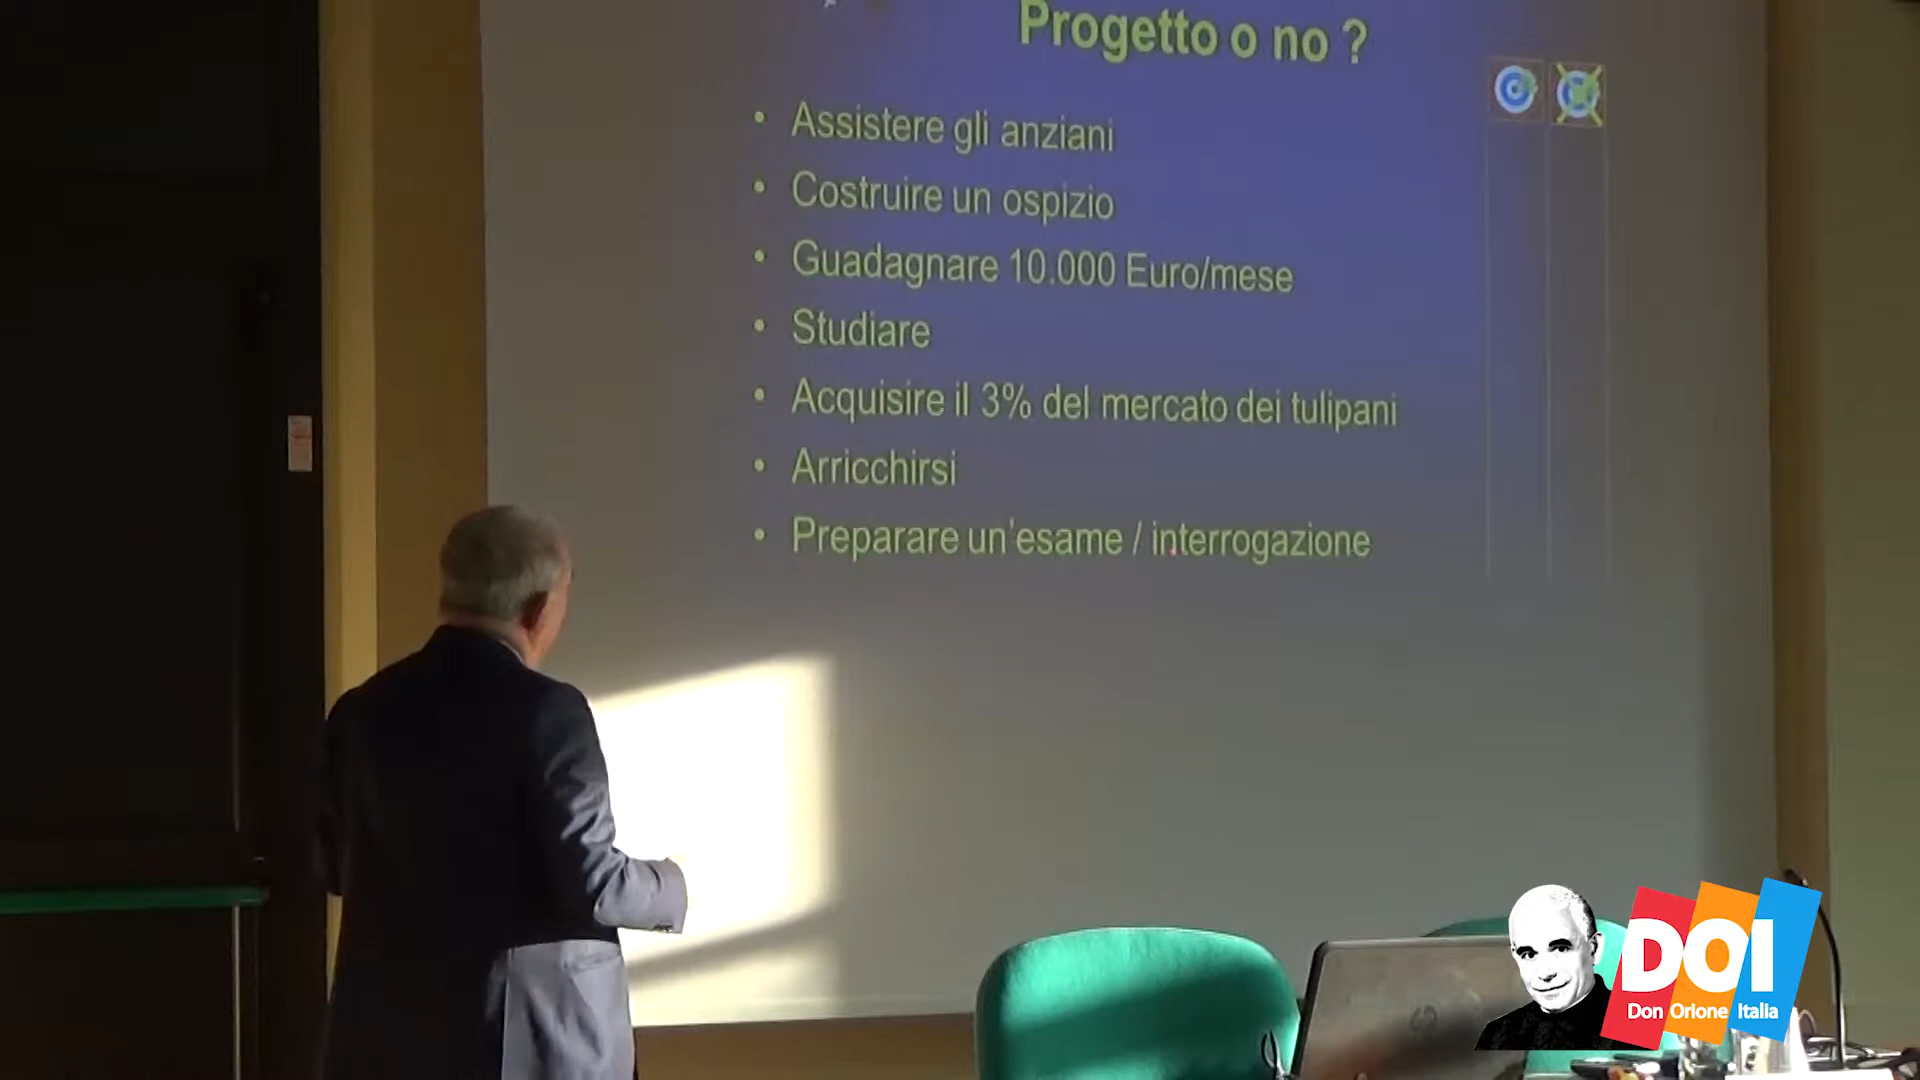 Progetto o no ?
• Assistere gli anziani
• Costruire un ospizio
• Guadagnare 10.000 Euro/mese
• Studiare
• Acquisire il 3% del mercato dei tulipani
• Arricchirsi
• Preparare un'esame / interrogazione
hp
DOI
Don Orione Italia